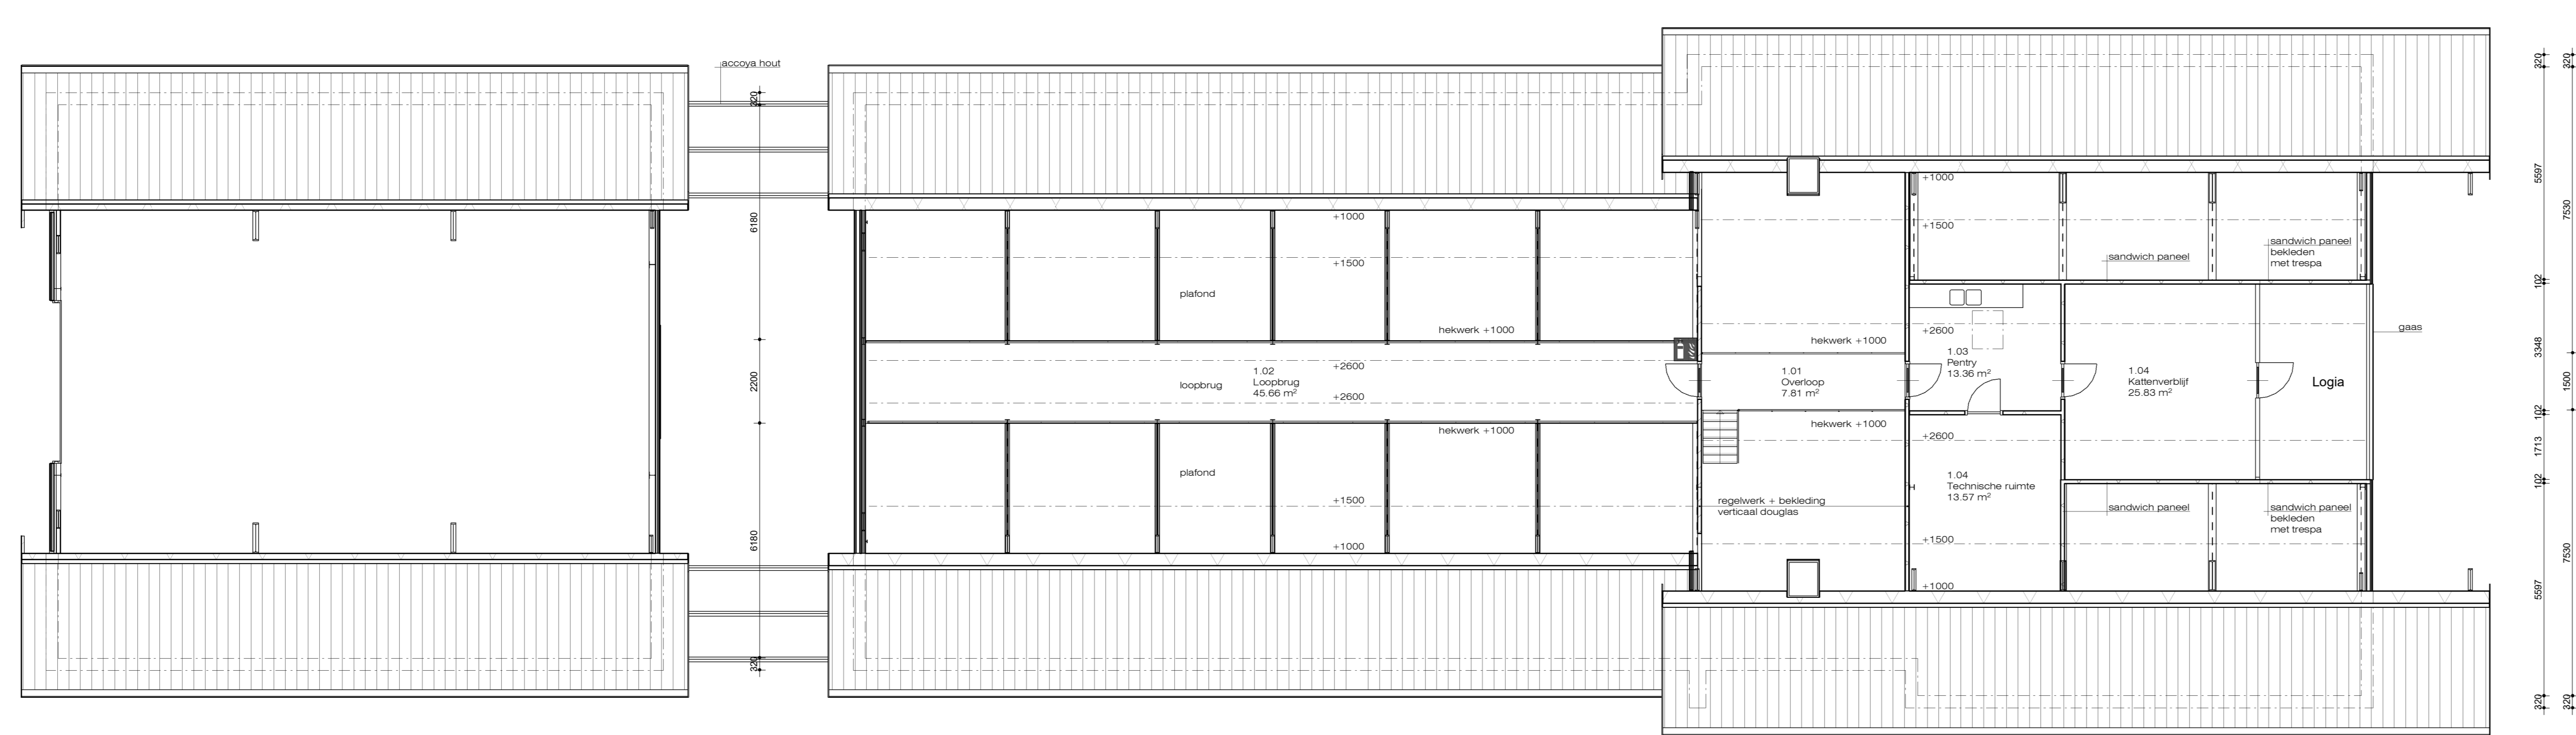 accoya hout
320
6180
2200
6180
320
+1000
+1500
plafond
hekwerk +1000
+2600
loopbrug
1.02
Loopbrug
45.66 m²
+2600
hekwerk +1000
plafond
+1500
+1000
hekwerk +1000
1.01
Overloop
7.81 m²
hekwerk +1000
regelwerk + bekleding
verticaal douglas
+1000
+1500
sandwich paneel
sandwich paneel
bekleden
met trespa
+2600
1.03
Pentry
13.36 m²
1.04
Kattenverblijf
25.83 m²
Logia
gaas
+2600
1.04
Technische ruimte
13.57 m²
sandwich paneel
sandwich paneel
bekleden
met trespa
+1500
+1000
320
5597
102
3348
102
1713
102
5597
320
320
7530
1500
7530
320